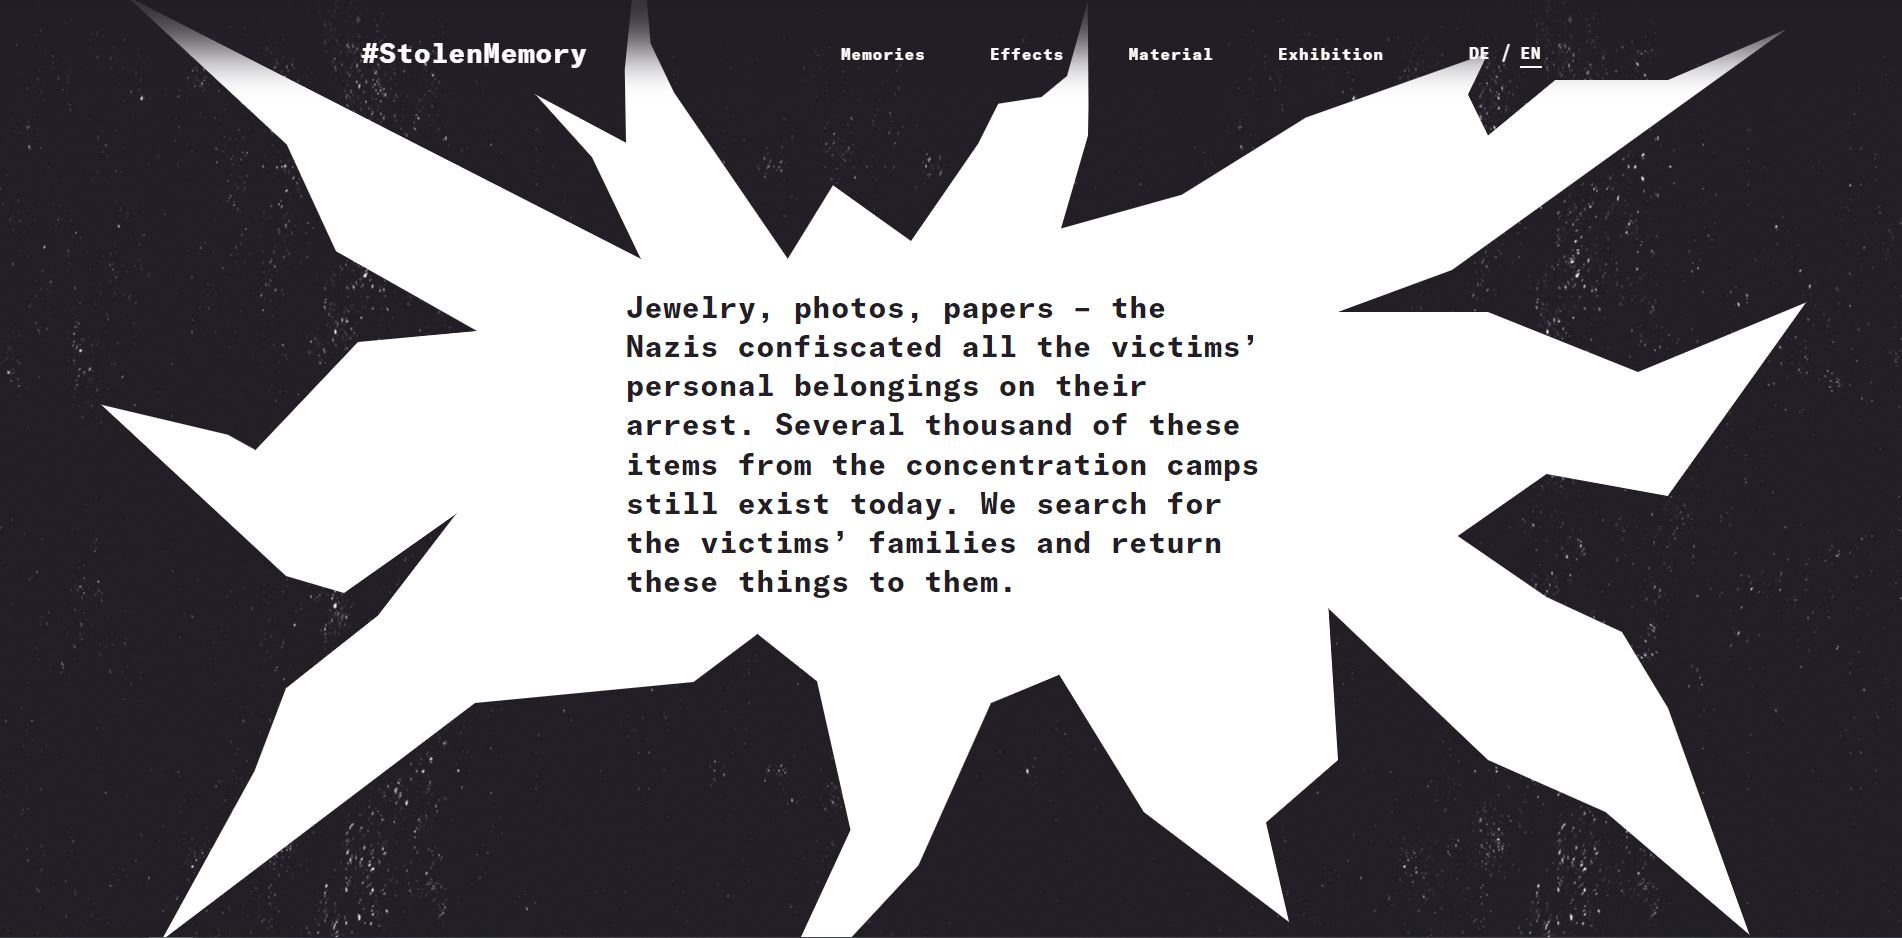 #StolenMemory
Memories Effects Material Exhibition DE / EN
Jewelry, photos, papers – the
Nazis confiscated all the victims’
personal belongings on their
arrest. Several thousand of these
items from the concentration camps
still exist today. We search for
the victims’ families and return
these things to them.